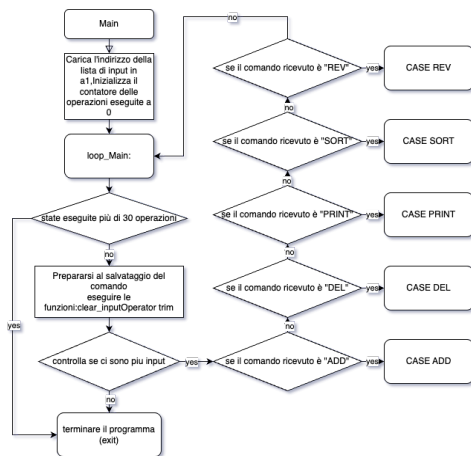 Main
Carica l'indirizzo della
lista di input in
a1,Inizializza il
contatore delle
operazioni eseguite a
0
loop_Main:
state eseguite più di 30 operazioni
no
yes
Prepararsi al salvataggio del
comando
eseguire le
funzioni:clear_inputOperator trim
controlla se ci sono piu input
yes
no
terminare il programma
(exit)
se il comando ricevuto è "ADD"
yes
CASE ADD
no
se il comando ricevuto è "DEL"
yes
CASE DEL
no
se il comando ricevuto è "PRINT"
yes
CASE PRINT
no
se il comando ricevuto è "SORT"
yes
CASE SORT
no
se il comando ricevuto è "REV"
yes
CASE REV
no